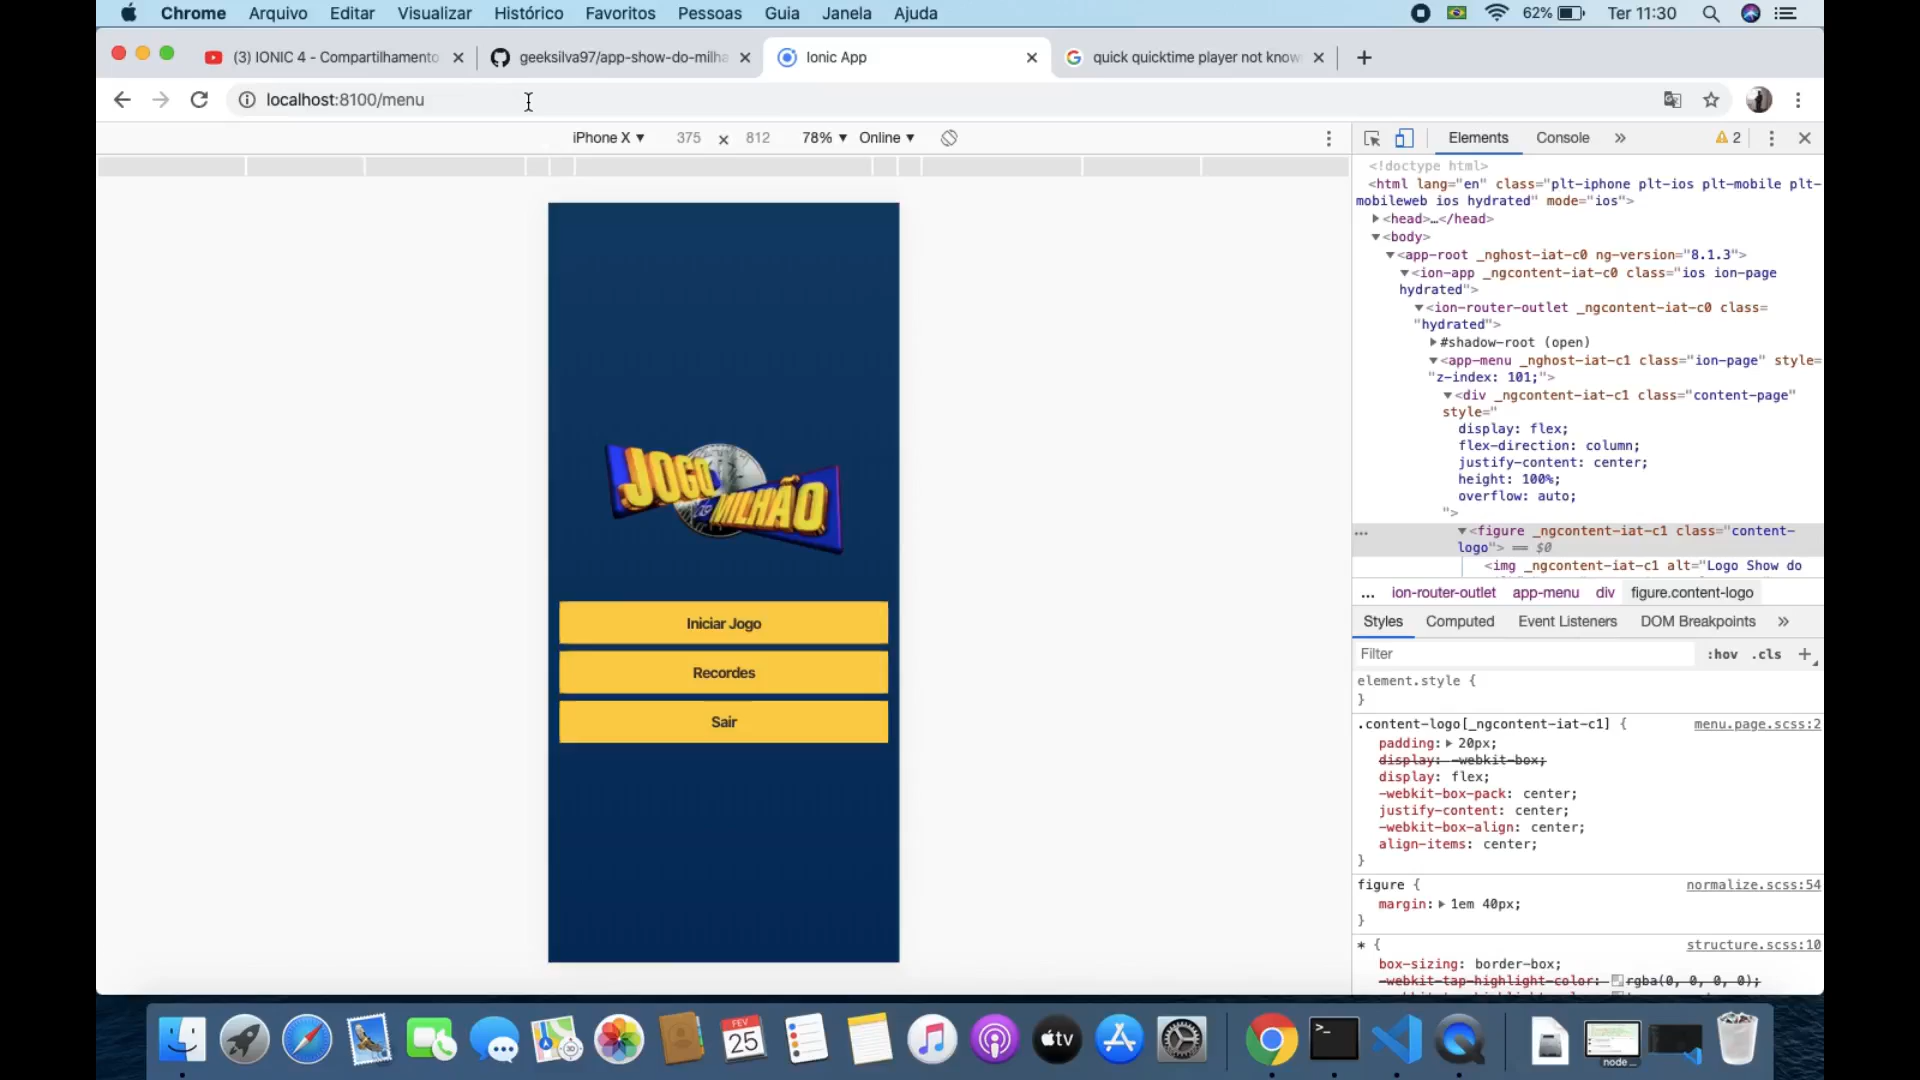 Chrome Arquivo Editar Visualizar Histórico Favoritos Pessoas Guia Janela Ajuda 62% Ter 11:30
(3) IONIC 4 - Compartilhamento
geeksilva97/app-show-do-milha
Ionic App
quick quicktime player not know
localhost:8100/menu
iPhone X ▼ 375 × 812 78% ▼ Online ▼
Elements Console » 2
JOGO
DO
MILHÃO
Iniciar Jogo
Recordes
Sair
<!doctype html>
<html lang="en" class="plt-iphone plt-ios plt-mobile plt-
mobileweb ios hydrated" mode="ios">
▶<head>…</head>
▼<body>
▼<app-root _nghost-iat-c0 ng-version="8.1.3">
▼<ion-app _ngcontent-iat-c0 class="ios ion-page
hydrated">
▼<ion-router-outlet _ngcontent-iat-c0 class=
"hydrated">
▶#shadow-root (open)
▼<app-menu _nghost-iat-c1 class="ion-page" style=
"z-index: 101;">
▼<div _ngcontent-iat-c1 class="content-page"
style="
display: flex;
flex-direction: column;
justify-content: center;
height: 100%;
overflow: auto;
">
… ▼<figure _ngcontent-iat-c1 class="content-
logo"> == $0
<img _ngcontent-iat-c1 alt="Logo Show do
... ion-router-outlet app-menu div figure.content-logo
Styles Computed Event Listeners DOM Breakpoints »
Filter :hov .cls +
element.style {
}
.content-logo[_ngcontent-iat-c1] { menu.page.scss:2
padding: ▶ 20px;
display: -webkit-box;
display: flex;
-webkit-box-pack: center;
justify-content: center;
-webkit-box-align: center;
align-items: center;
}
figure { normalize.scss:54
margin: ▶ 1em 40px;
}
* { structure.scss:10
box-sizing: border-box;
-webkit-tap-highlight-color: rgba(0, 0, 0, 0);
FEV
25
tv
>_
node…